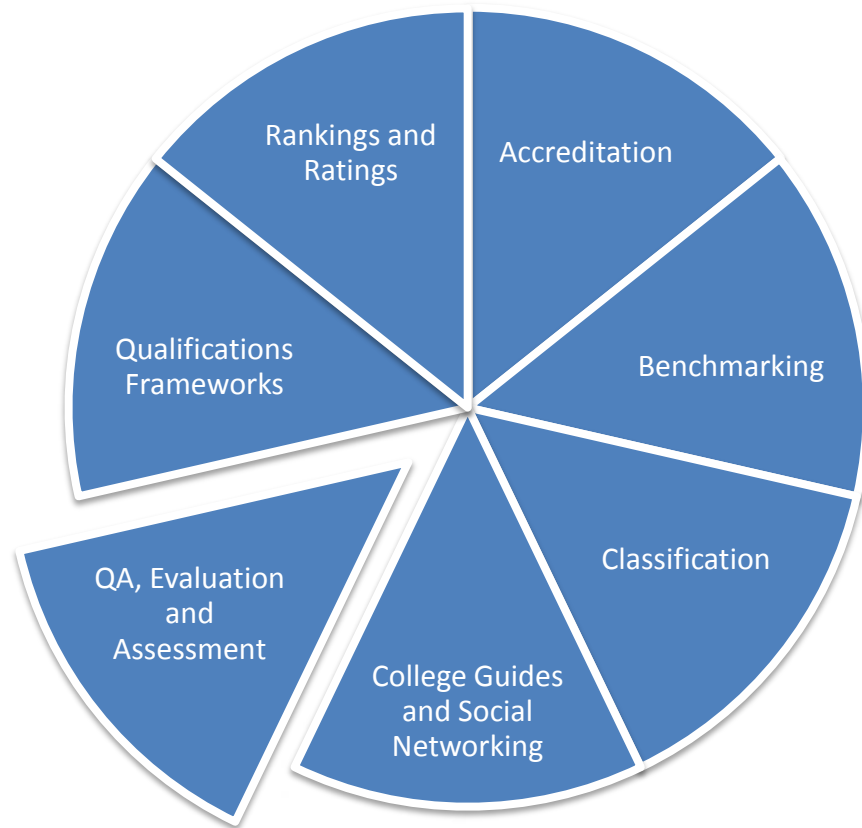 Rankings and
Ratings
Accreditation
Qualifications
Frameworks
Benchmarking
QA, Evaluation
and
Assessment
Classification
College Guides
and Social
Networking